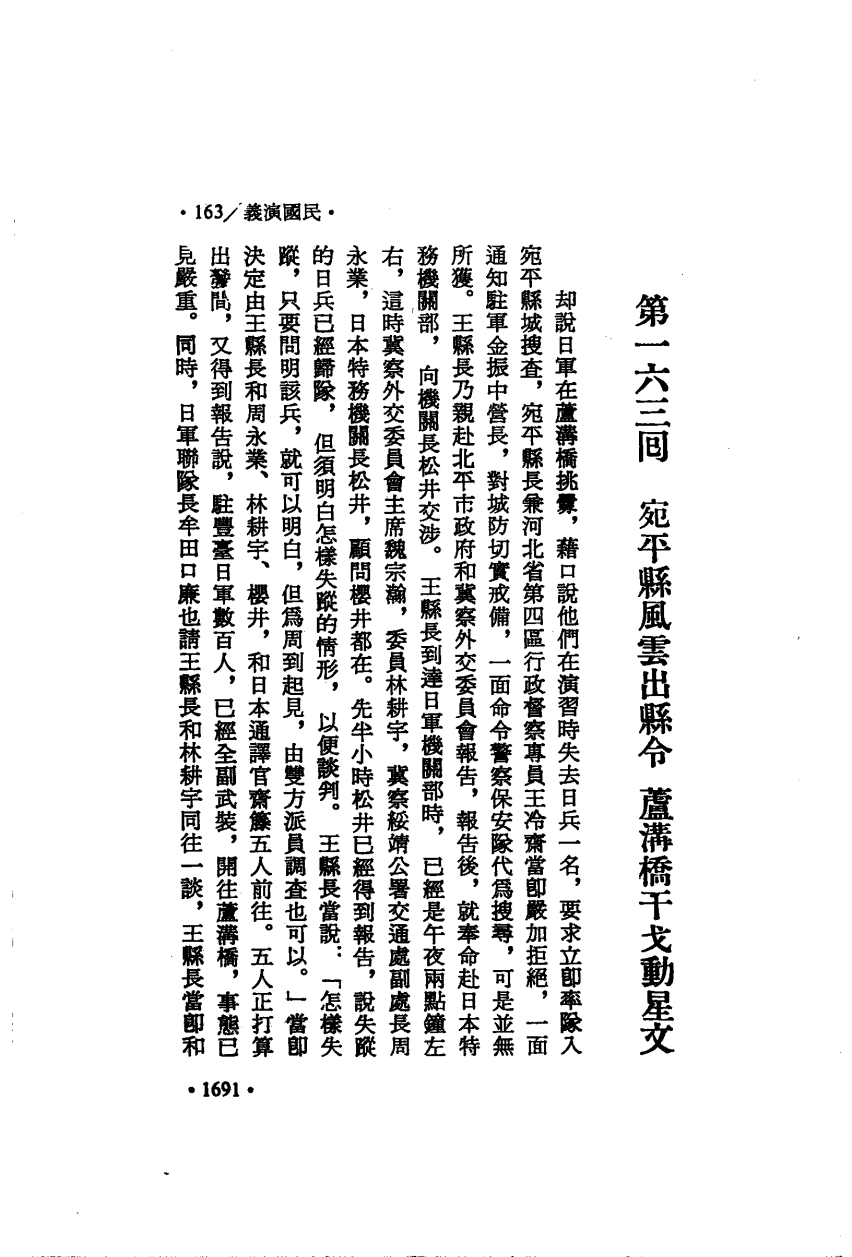 •163/民國演義•
第一六三回　宛平縣風雲出縣令　蘆溝橋干戈動星文
却說日軍在蘆溝橋挑釁，藉口說他們在演習時失去日兵一名，要求立卽率隊入
宛平縣城搜查，宛平縣長兼河北省第四區行政督察專員王冷齋當卽嚴加拒絕，一面
通知駐軍金振中營長，對城防切實戒備，一面命令警察保安隊代爲搜尋，可是並無
所獲。王縣長乃親赴北平市政府和冀察外交委員會報告，報告後，就奉命赴日本特
務機關部，向機關長松井交涉。王縣長到達日軍機關部時，已經是午夜兩點鐘左
右，這時冀察外交委員會主席魏宗瀚，委員林耕宇，冀察綏靖公署交通處副處長周
永業，日本特務機關長松井，顧問櫻井都在。先半小時松井已經得到報告，說失蹤
的日兵已經歸隊，但須明白怎樣失蹤的情形，以便談判。王縣長當說：「怎樣失
蹤，只要問明該兵，就可以明白，但爲周到起見，由雙方派員調查也可以。」當卽
決定由王縣長和周永業、林耕宇、櫻井，和日本通譯官齋籐五人前往。五人正打算
出發問，又得到報告說，駐豐臺日軍數百人，已經全副武裝，開往蘆溝橋，事態已
見嚴重。同時，日軍聯隊長牟田口廉也請王縣長和林耕宇同往一談，王縣長當卽和
•1691•